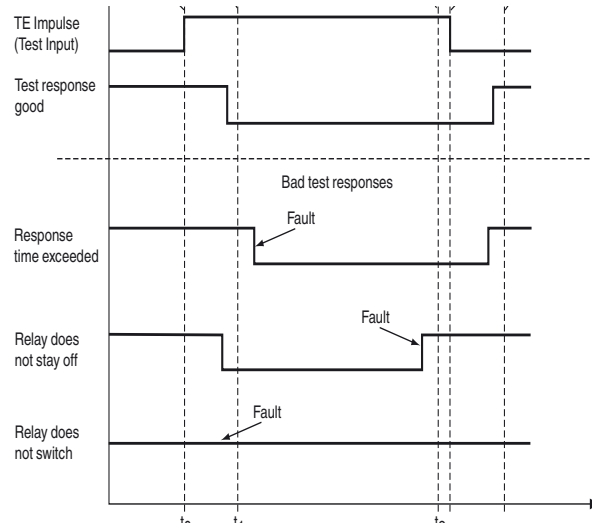 TE Impulse
(Test Input)
Test response
good
Bad test responses
Fault
Response
time exceeded
Fault
Relay does
not stay off
Fault
Relay does
not switch